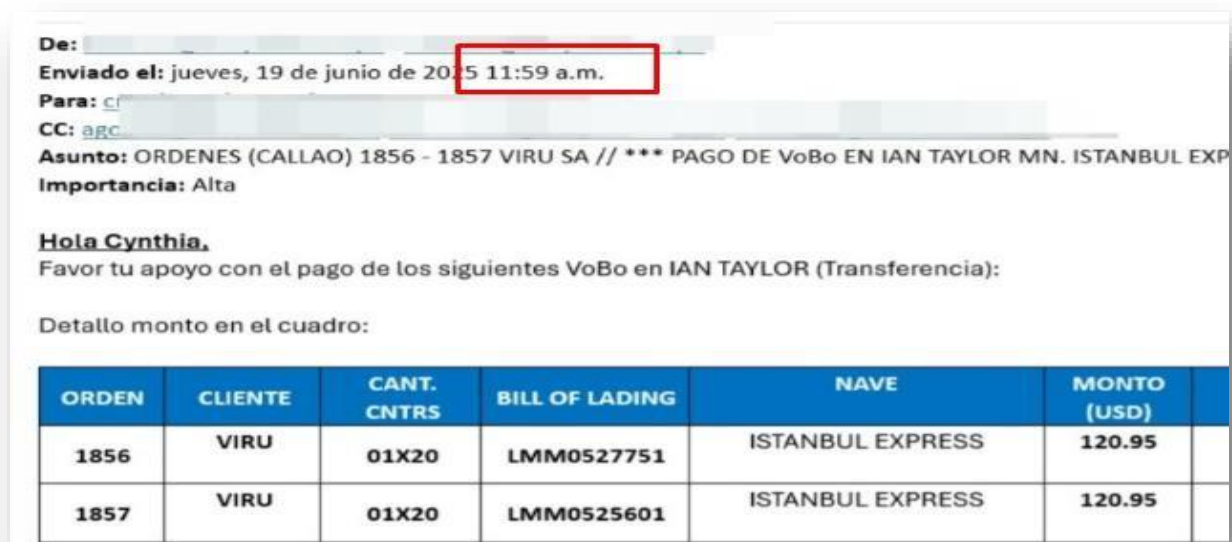 De:
Enviado el: jueves, 19 de junio de 2025 11:59 a.m.
Para:
CC:
Asunto: ORDENES (CALLAO) 1856 - 1857 VIRU SA // *** PAGO DE VoBo EN IAN TAYLOR MN. ISTANBUL EXP
Importancia: Alta
Hola Cynthia,
Favor tu apoyo con el pago de los siguientes VoBo en IAN TAYLOR (Transferencia):
Detallo monto en el cuadro:
ORDEN CLIENTE CANT. CNTRS BILL OF LADING NAVE MONTO (USD)
1856 VIRU 01X20 LMM0527751 ISTANBUL EXPRESS 120.95
1857 VIRU 01X20 LMM0525601 ISTANBUL EXPRESS 120.95